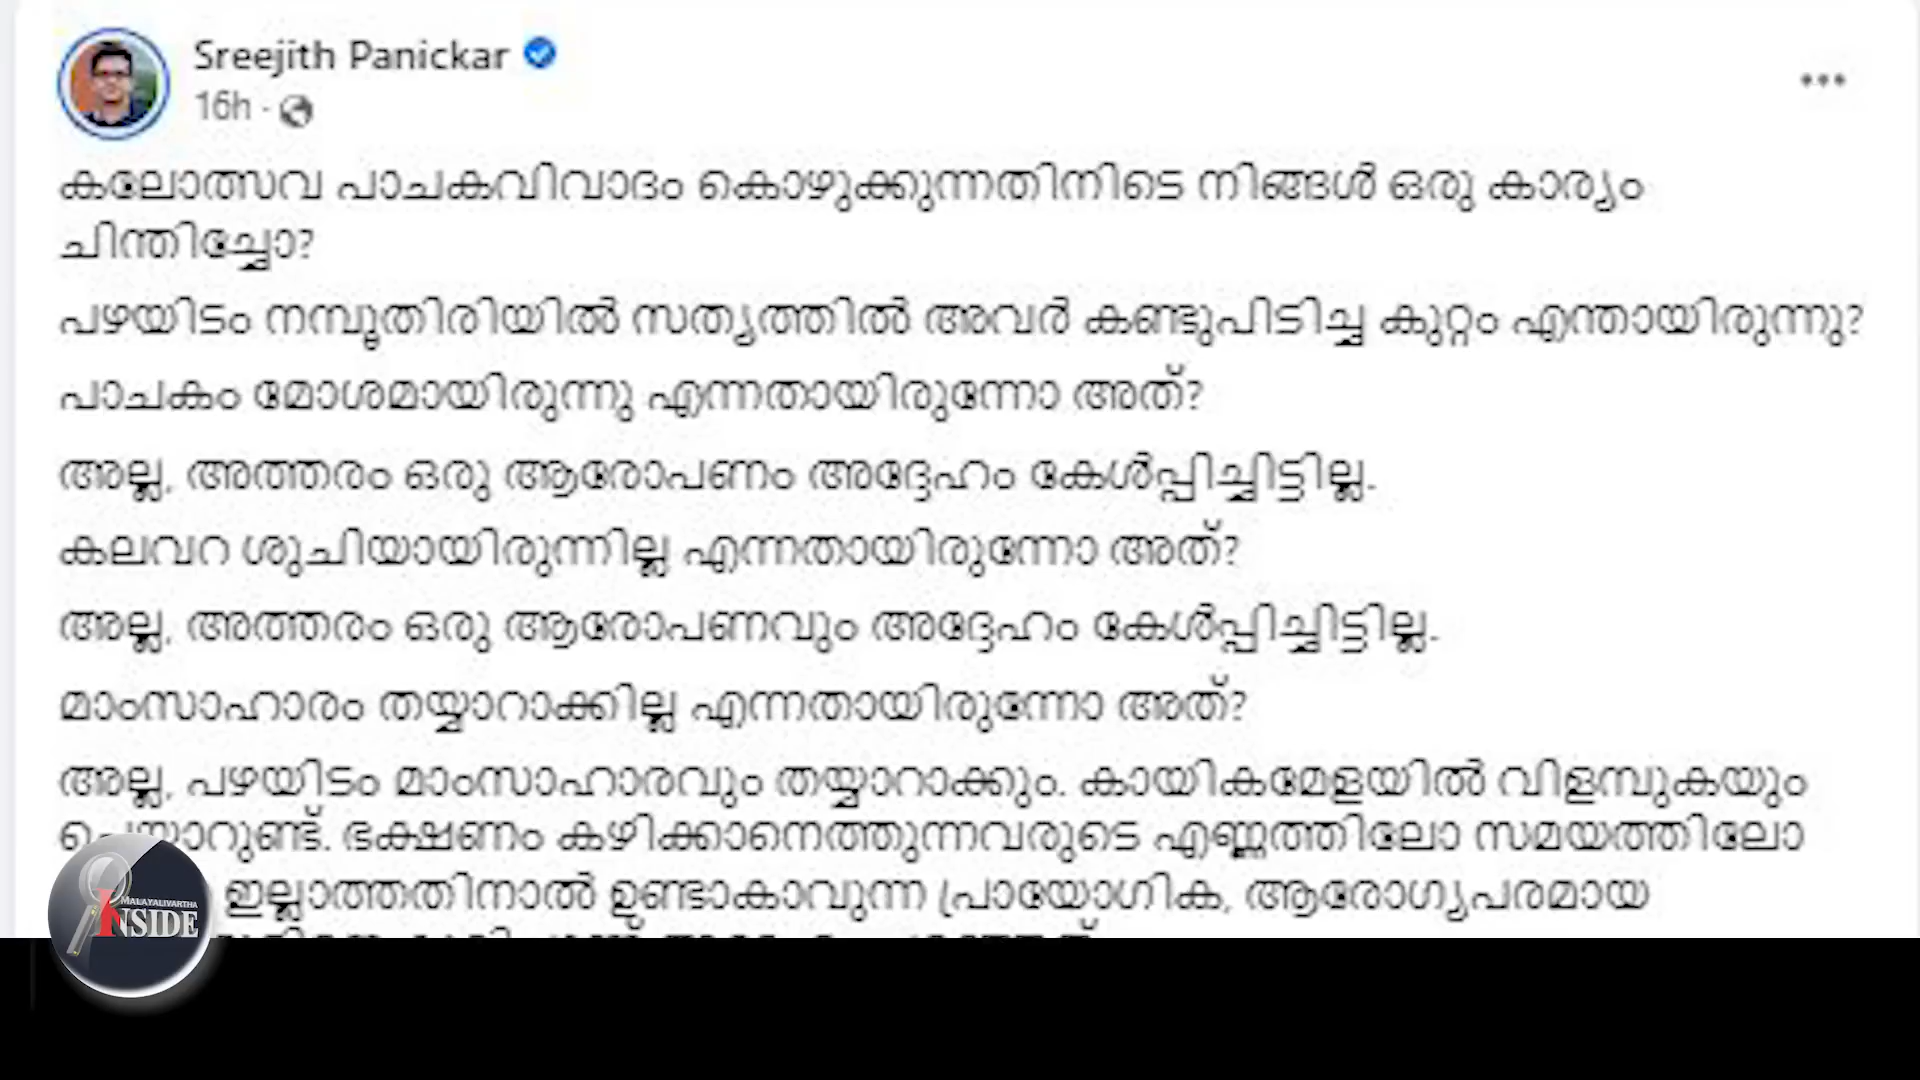 Sreejith Panickar
16h ·
കലോത്സവ പാചകവിവാദം കൊഴുക്കുന്നതിനിടെ നിങ്ങൾ ഒരു കാര്യം
ചിന്തിച്ചോ?
പഴയിടം നമ്പൂതിരിയിൽ സത്യത്തിൽ അവർ കണ്ടുപിടിച്ച കുറ്റം എന്തായിരുന്നു?
പാചകം മോശമായിരുന്നു എന്നതായിരുന്നോ അത്?
അല്ല. അത്തരം ഒരു ആരോപണം അദ്ദേഹം കേൾപ്പിച്ചിട്ടില്ല.
കലവറ ശുചിയായിരുന്നില്ല എന്നതായിരുന്നോ അത്?
അല്ല. അത്തരം ഒരു ആരോപണവും അദ്ദേഹം കേൾപ്പിച്ചിട്ടില്ല.
മാംസാഹാരം തയ്യാറാക്കില്ല എന്നതായിരുന്നോ അത്?
അല്ല. പഴയിടം മാംസാഹാരവും തയ്യാറാക്കും. കായികമേളയിൽ വിളമ്പുകയും
ചെയ്യാറുണ്ട്. ഭക്ഷണം കഴിക്കാനെത്തുന്നവരുടെ എണ്ണത്തിലോ സമയത്തിലോ
ഇല്ലാത്തതിനാൽ ഉണ്ടാകാവുന്ന പ്രായോഗിക, ആരോഗ്യപരമായ
MALAYALIVARTHA
INSIDE